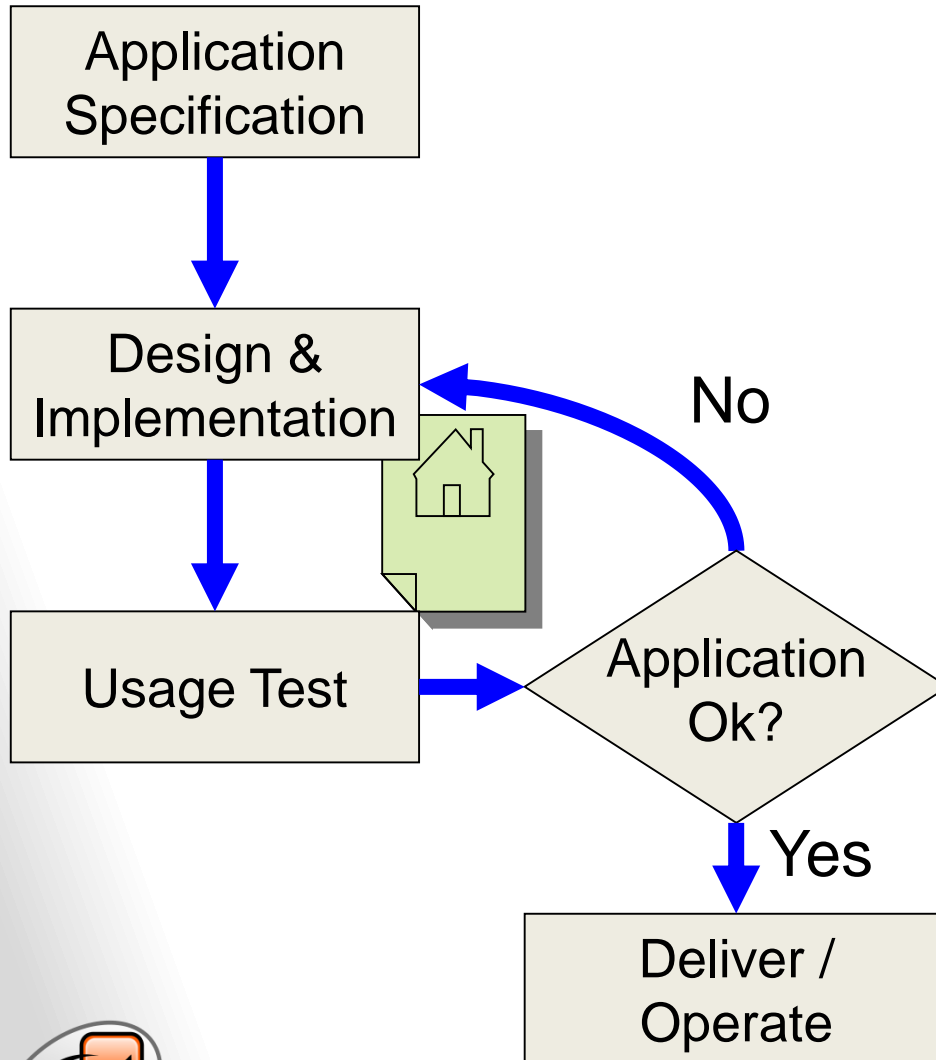 Application
Specification
Design &
Implementation
No
Usage Test
Application
Ok?
Yes
Deliver /
Operate